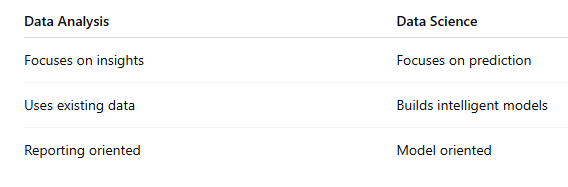 Data Analysis Data Science
Focuses on insights Focuses on prediction
Uses existing data Builds intelligent models
Reporting oriented Model oriented